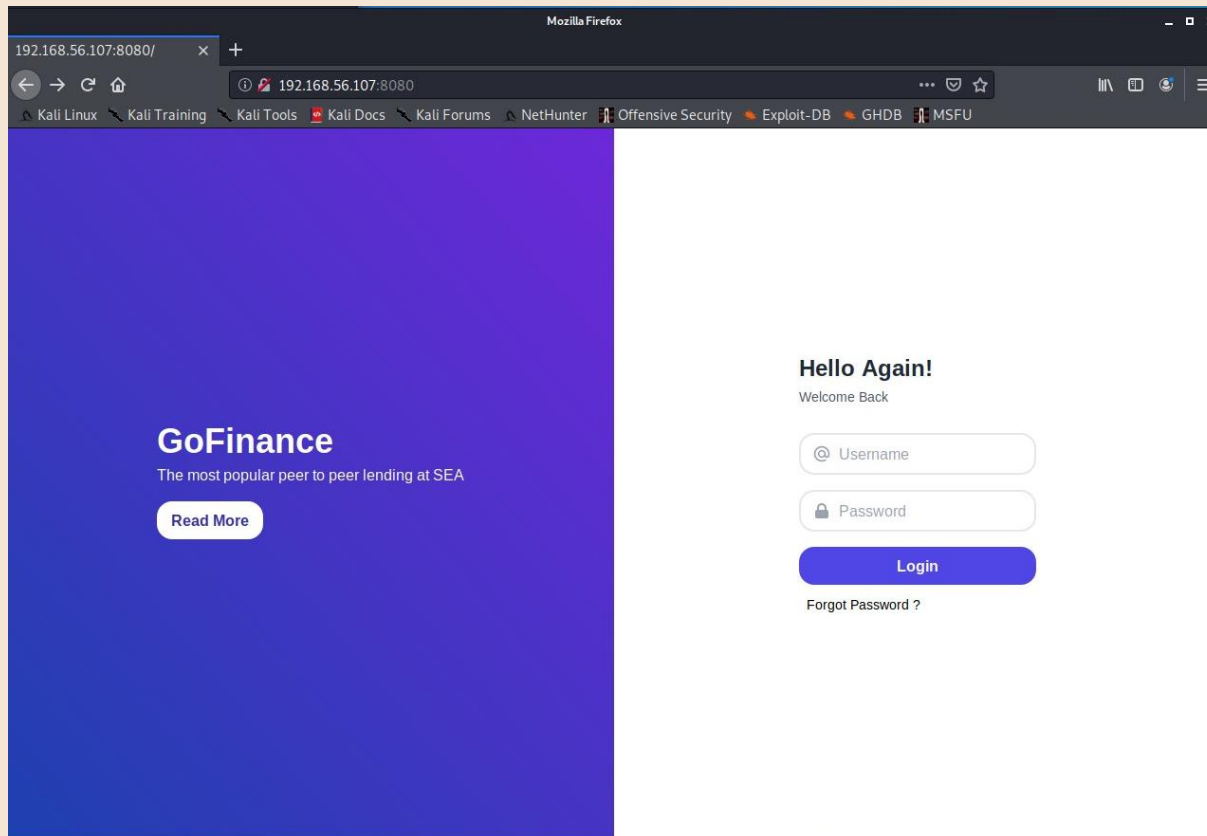 Mozilla Firefox
192.168.56.107:8080/
192.168.56.107:8080
Kali Linux Kali Training Kali Tools Kali Docs Kali Forums NetHunter Offensive Security Exploit-DB GHDB MSFU
GoFinance
The most popular peer to peer lending at SEA
Read More
Hello Again!
Welcome Back
Username
Password
Login
Forgot Password ?